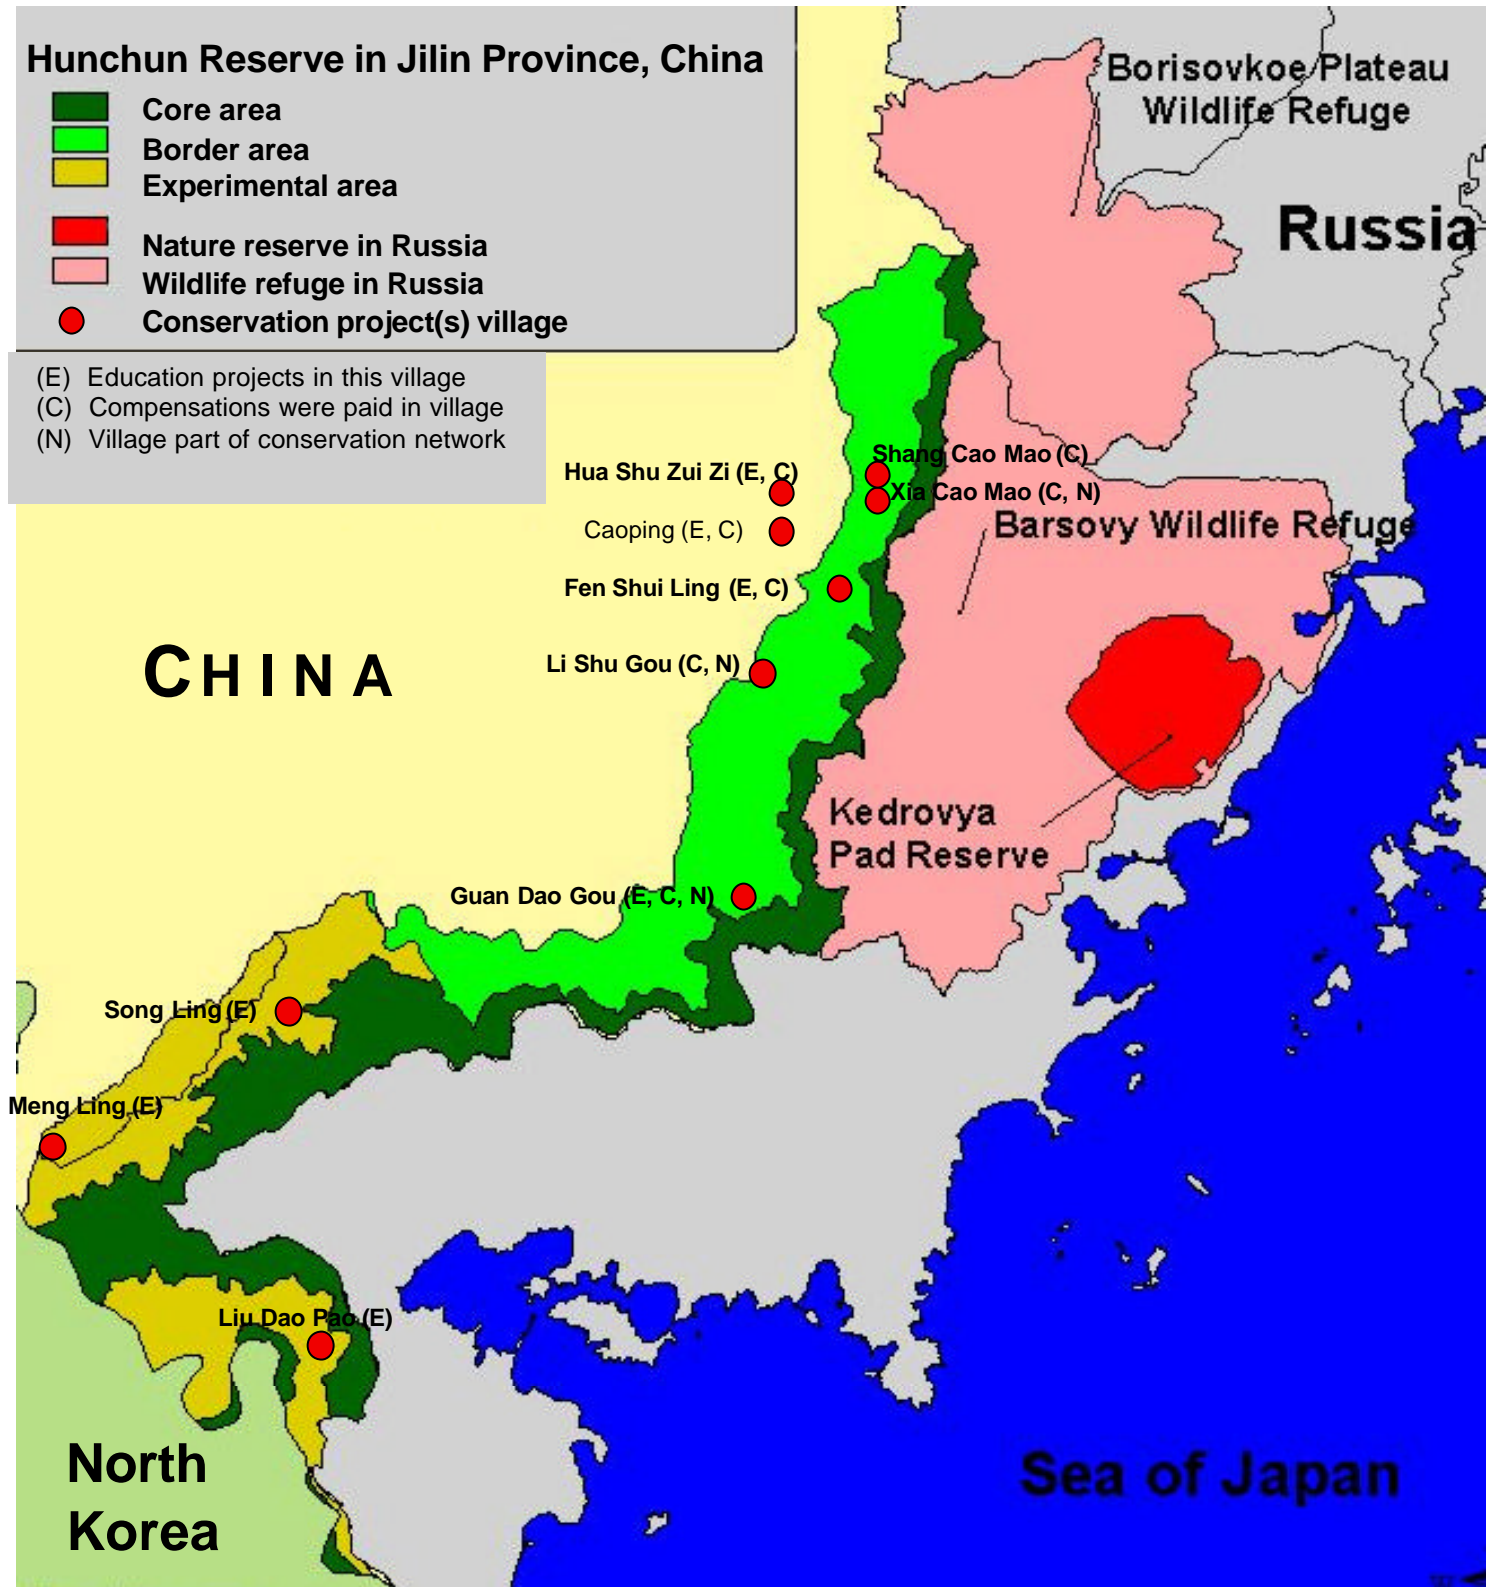 Hunchun Reserve in Jilin Province, China
Core area
Border area
Experimental area
Nature reserve in Russia
Wildlife refuge in Russia
Conservation project(s) village
(E) Education projects in this village
(C) Compensations were paid in village
(N) Village part of conservation network
Borisovkoe Plateau
Wildlife Refuge
Russia
Shang Cao Mao (C)
Hua Shu Zui Zi (E, C)
Xia Cao Mao (C, N)
Caoping (E, C)
Barsovy Wildlife Refuge
Fen Shui Ling (E, C)
Li Shu Gou (C, N)
CHINA
Kedrovya
Pad Reserve
Guan Dao Gou (E, C, N)
Song Ling (E)
Meng Ling (E)
Liu Dao Pao (E)
North
Korea
Sea of Japan